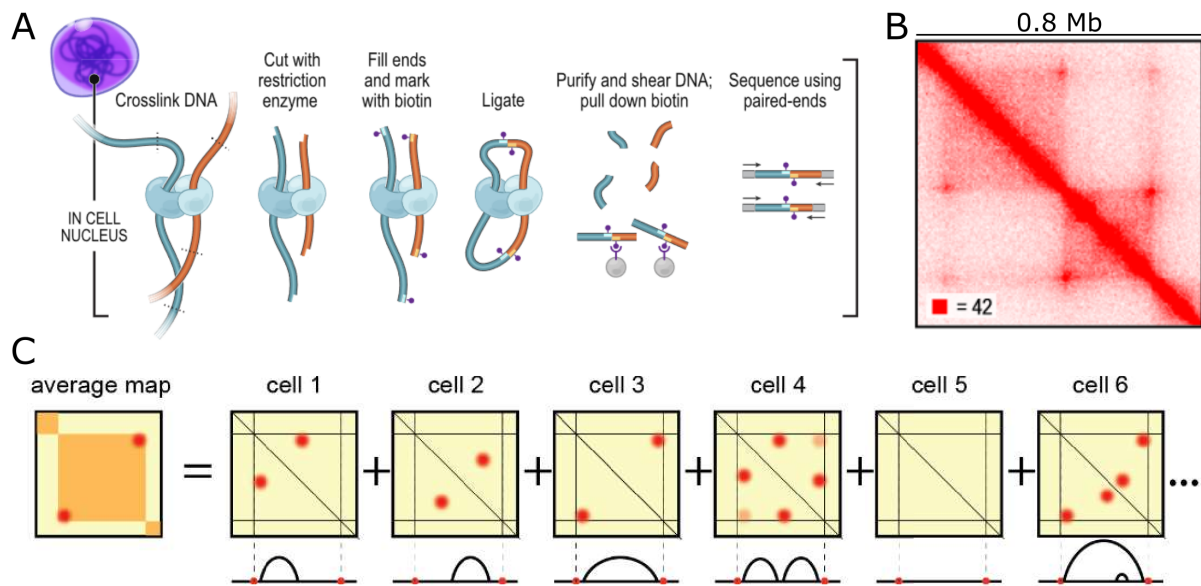 A
Crosslink DNA
IN CELL
NUCLEUS
Cut with
restriction
enzyme
Fill ends
and mark
with biotin
Ligate
Purify and shear DNA;
pull down biotin
Sequence using
paired-ends
B
0.8 Mb
= 42
C
average map
=
cell 1
+
cell 2
+
cell 3
+
cell 4
+
cell 5
+
cell 6
...